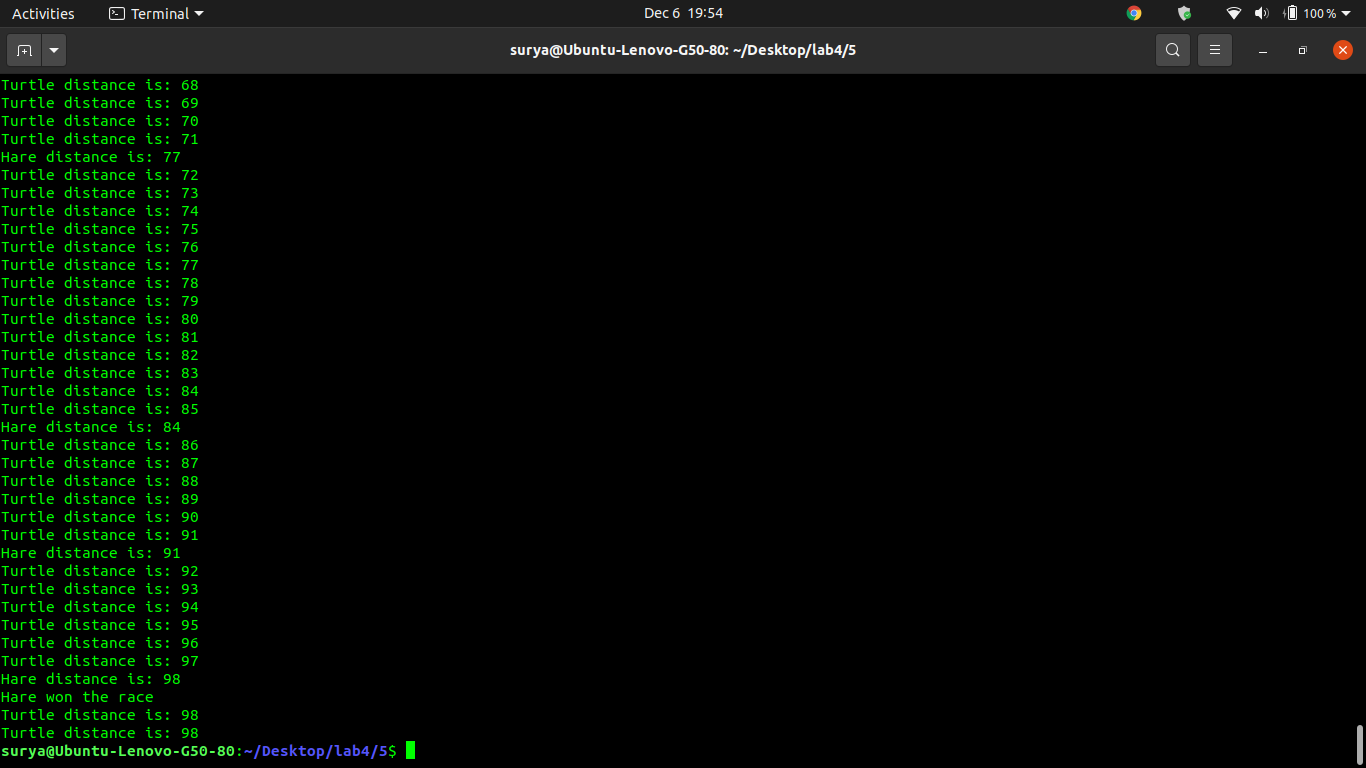 Activities Terminal Dec 6 19:54 100 %
surya@Ubuntu-Lenovo-G50-80: ~/Desktop/lab4/5
Turtle distance is: 68
Turtle distance is: 69
Turtle distance is: 70
Turtle distance is: 71
Hare distance is: 77
Turtle distance is: 72
Turtle distance is: 73
Turtle distance is: 74
Turtle distance is: 75
Turtle distance is: 76
Turtle distance is: 77
Turtle distance is: 78
Turtle distance is: 79
Turtle distance is: 80
Turtle distance is: 81
Turtle distance is: 82
Turtle distance is: 83
Turtle distance is: 84
Turtle distance is: 85
Hare distance is: 84
Turtle distance is: 86
Turtle distance is: 87
Turtle distance is: 88
Turtle distance is: 89
Turtle distance is: 90
Turtle distance is: 91
Hare distance is: 91
Turtle distance is: 92
Turtle distance is: 93
Turtle distance is: 94
Turtle distance is: 95
Turtle distance is: 96
Turtle distance is: 97
Hare distance is: 98
Hare won the race
Turtle distance is: 98
Turtle distance is: 98
surya@Ubuntu-Lenovo-G50-80:~/Desktop/lab4/5$